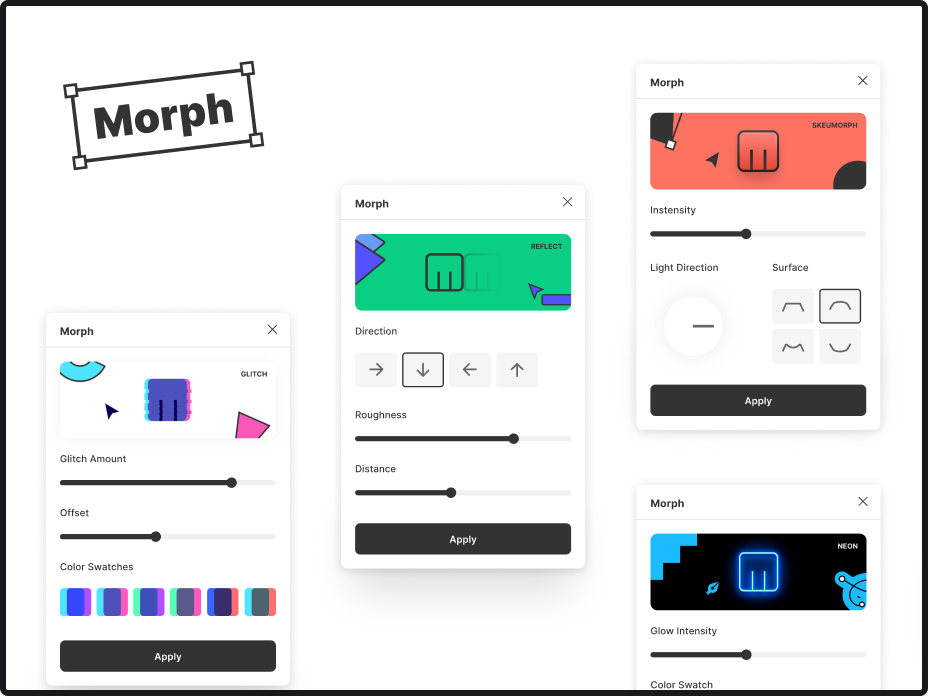 Morph
Morph
GLITCH
Glitch Amount
Offset
Color Swatches
Apply
Morph
REFLECT
Direction
Roughness
Distance
Apply
Morph
SKEUMORPH
Instensity
Light Direction
Surface
Apply
Morph
NEON
Glow Intensity
Color Swatch